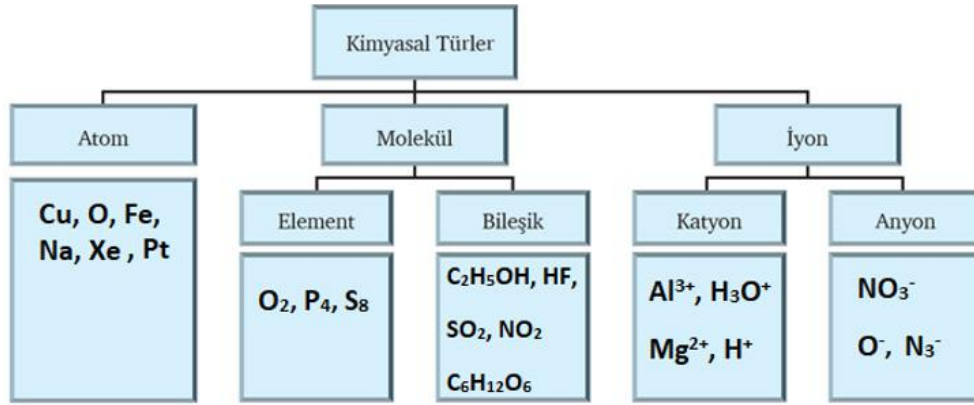 Kimyasal Türler
Atom
Molekül
İyon
Cu, O, Fe,
Na, Xe , Pt
Element
Bileşik
Katyon
Anyon
O₂, P₄, S₈
C₂H₅OH, HF,
SO₂, NO₂
C₆H₁₂O₆
Al³⁺, H₃O⁺
Mg²⁺, H⁺
NO₃⁻
O⁻, N₃⁻